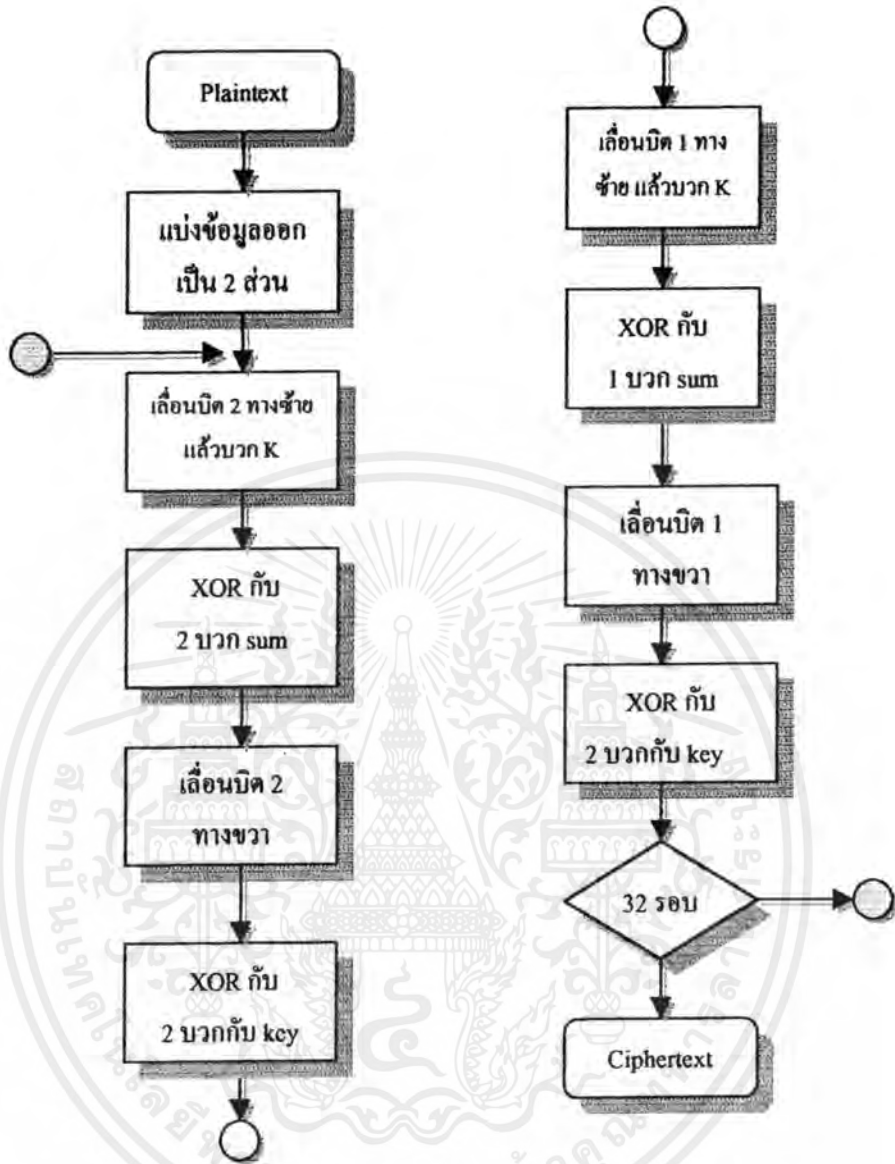 Plaintext
แบ่งข้อมูลออก
เป็น 2 ส่วน
เลื่อนบิต 2 ทางซ้าย
แล้วบวก K
XOR กับ
2 บวก sum
เลื่อนบิต 2
ทางขวา
XOR กับ
2 บวกกับ key
เลื่อนบิต 1 ทาง
ซ้าย แล้วบวก K
XOR กับ
1 บวก sum
เลื่อนบิต 1
ทางขวา
XOR กับ
2 บวกกับ key
32 รอบ
Ciphertext